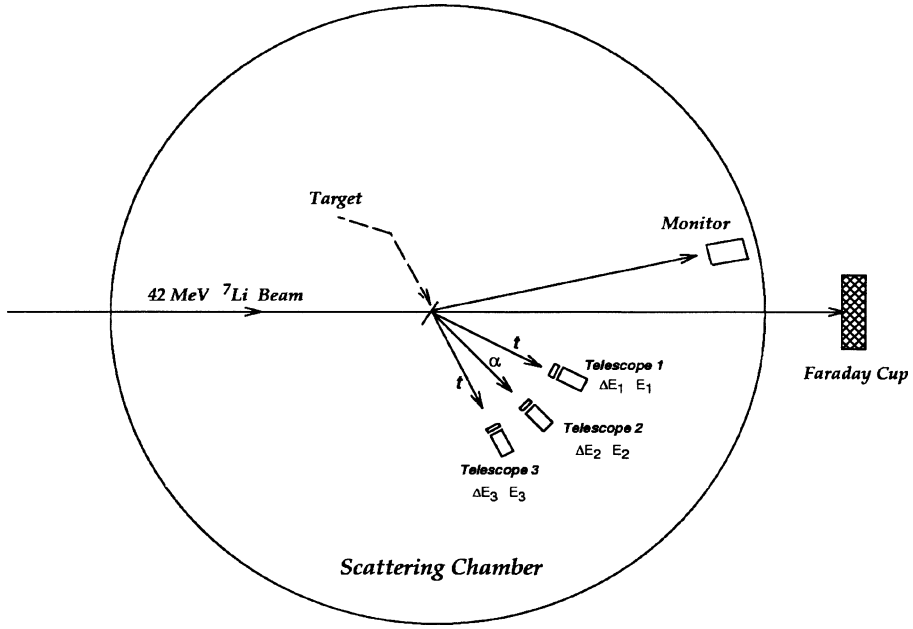 Target
Monitor
42 MeV ⁷Li Beam
t
α
t
Telescope 1
ΔE₁ E₁
Faraday Cup
Telescope 2
ΔE₂ E₂
Telescope 3
ΔE₃ E₃
Scattering Chamber